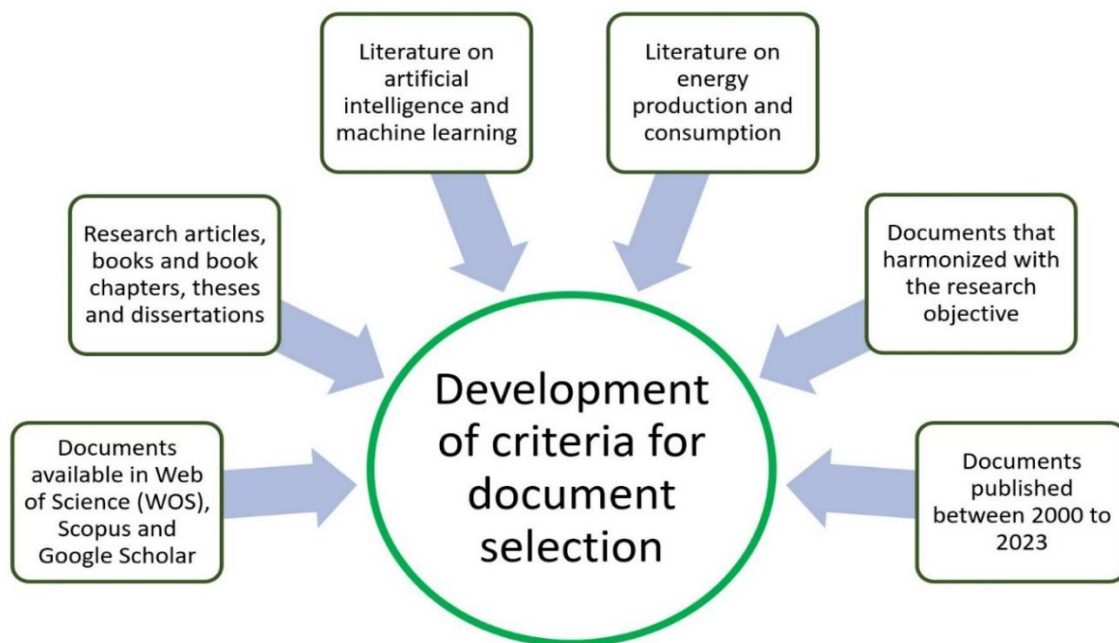 Literature on
artificial
intelligence and
machine learning
Literature on
energy
production and
consumption
Research articles,
books and book
chapters, theses
and dissertations
Documents that
harmonized with
the research
objective
Documents
available in Web
of Science (WOS),
Scopus and
Google Scholar
Development
of criteria for
document
selection
Documents
published
between 2000 to
2023